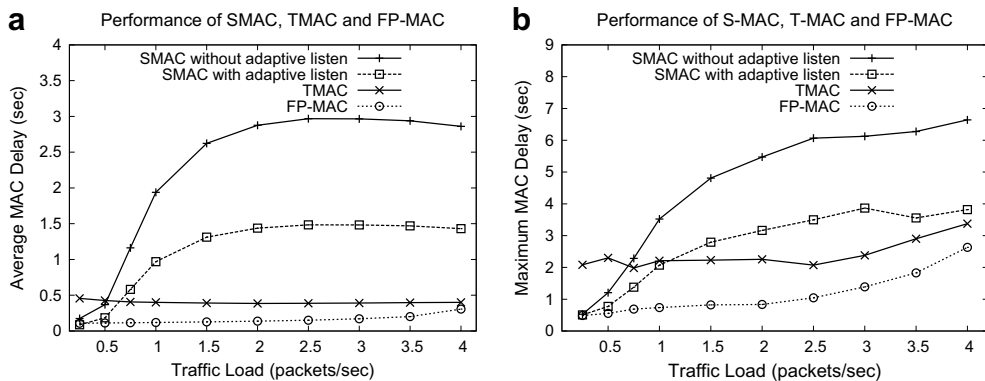 a
Performance of SMAC, TMAC and FP-MAC
Average MAC Delay (sec)
4
3.5
3
2.5
2
1.5
1
0.5
0
SMAC without adaptive listen
SMAC with adaptive listen
TMAC
FP-MAC
0.5 1 1.5 2 2.5 3 3.5 4
Traffic Load (packets/sec)
b
Performance of S-MAC, T-MAC and FP-MAC
Maximum MAC Delay (sec)
9
8
7
6
5
4
3
2
1
0
SMAC without adaptive listen
SMAC with adaptive listen
TMAC
FP-MAC
0.5 1 1.5 2 2.5 3 3.5 4
Traffic Load (packets/sec)